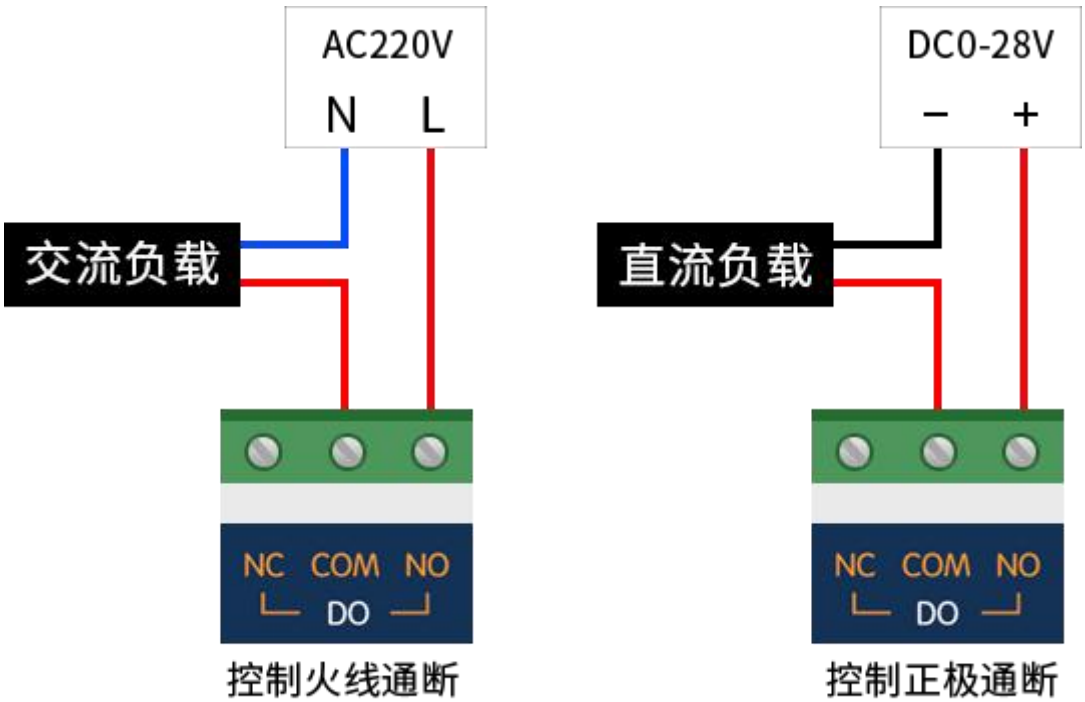 AC220V
N L
交流负载
NC COM NO
DO
控制火线通断
DC0-28V
− +
直流负载
NC COM NO
DO
控制正极通断